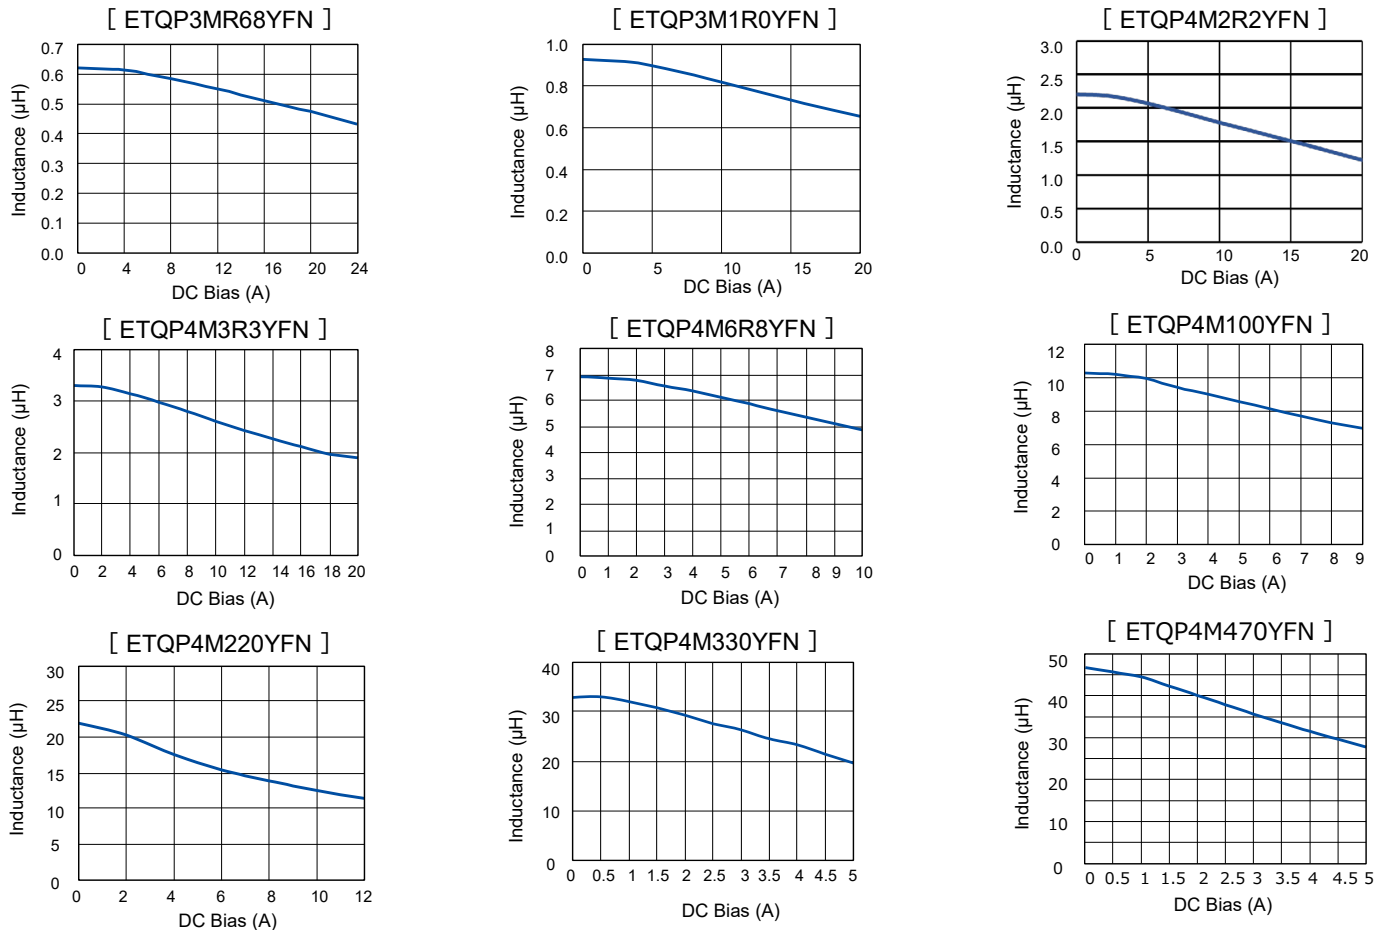 [ ETQP3MR68YFN ]
0.7
0.6
0.5
0.4
0.3
0.2
0.1
0.0
Inductance (μH)
0 4 8 12 16 20 24
DC Bias (A)
[ ETQP3M1R0YFN ]
1.0
0.8
0.6
0.4
0.2
0.0
Inductance (μH)
0 5 10 15 20
DC Bias (A)
[ ETQP4M2R2YFN ]
3.0
2.5
2.0
1.5
1.0
0.5
0.0
Inductance (μH)
0 5 10 15 20
DC Bias (A)
[ ETQP4M3R3YFN ]
4
3
2
1
0
Inductance (μH)
0 2 4 6 8 10 12 14 16 18 20
DC Bias (A)
[ ETQP4M6R8YFN ]
8
7
6
5
4
3
2
1
0
Inductance (μH)
0 1 2 3 4 5 6 7 8 9 10
DC Bias (A)
[ ETQP4M100YFN ]
12
10
8
6
4
2
0
Inductance (μH)
0 1 2 3 4 5 6 7 8 9
DC Bias (A)
[ ETQP4M220YFN ]
30
25
20
15
10
5
0
Inductance (μH)
0 2 4 6 8 10 12
DC Bias (A)
[ ETQP4M330YFN ]
40
30
20
10
0
Inductance (μH)
0 0.5 1 1.5 2 2.5 3 3.5 4 4.5 5
DC Bias (A)
[ ETQP4M470YFN ]
50
40
30
20
10
0
Inductance (μH)
0 0.5 1 1.5 2 2.5 3 3.5 4 4.5 5
DC Bias (A)